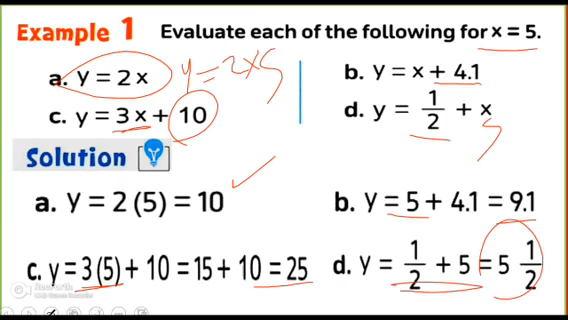 Example 1 Evaluate each of the following for x = 5.
a. y = 2x
y = 2x5
b. y = x + 4.1
c. y = 3x + 10
d. y = 1/2 + x
5
Solution
a. y = 2 (5) = 10
b. y = 5 + 4.1 = 9.1
c. y = 3 (5) + 10 = 15 + 10 = 25
d. y = 1/2 + 5 = 5 1/2